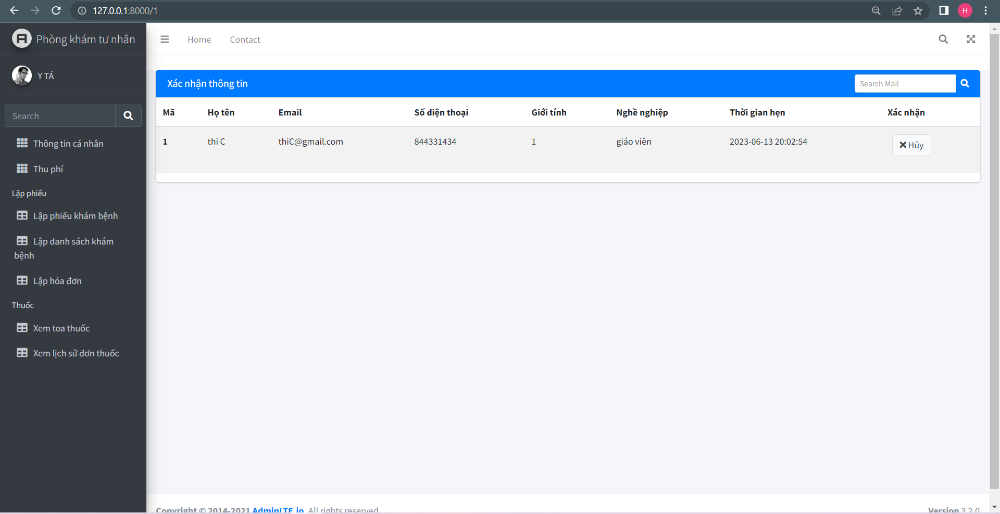 127.0.0.1:8000/1
H
Phòng khám tư nhân
Home
Contact
Y TÁ
Search
Thông tin cá nhân
Thu phí
Lập phiếu
Lập phiếu khám bệnh
Lập danh sách khám
bệnh
Lập hóa đơn
Thuốc
Xem toa thuốc
Xem lịch sử đơn thuốc
Xác nhận thông tin
Search Mail
Mã Họ tên Email Số điện thoại Giới tính Nghề nghiệp Thời gian hẹn Xác nhận
1 thi C thiC@gmail.com 844331434 1 giáo viên 2023-06-13 20:02:54 Hủy
Copyright © 2014-2021 AdminLTE.io. All rights reserved.
Version 3.2.0